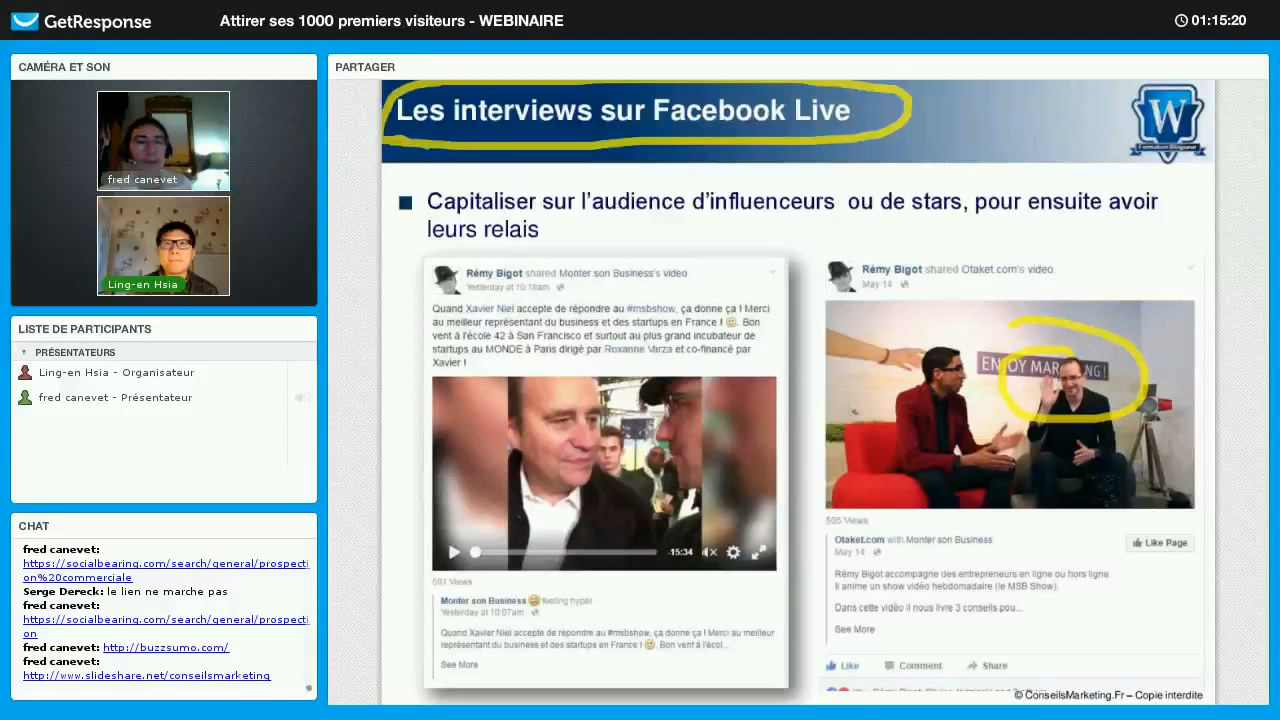 GetResponse
Attirer ses 1000 premiers visiteurs - WEBINAIRE
01:15:20
CAMÉRA ET SON
fred canevet
Ling-en Hsia
LISTE DE PARTICIPANTS
PRÉSENTATEURS
Ling-en Hsia - Organisateur
fred canevet - Présentateur
CHAT
fred canevet:
https://socialbearing.com/search/general/prospecti
on%20commerciale
Serge Dereck: le lien ne marche pas
fred canevet:
https://socialbearing.com/search/general/prospecti
on
fred canevet: http://buzzsumo.com/
fred canevet:
http://www.slideshare.net/conseilsmarketing
PARTAGER
Les interviews sur Facebook Live
W
Formation Blogueur
Capitaliser sur l'audience d'influenceurs ou de stars, pour ensuite avoir
leurs relais
Rémy Bigot shared Monter son Business's video
Yesterday at 10:18am
Quand Xavier Niel accepte de répondre au #msbshow, ça donne ça ! Merci
au meilleur représentant du business et des startups en France ! Bon
vent à l'école 42 à San Francisco et surtout au plus grand incubateur de
startups au MONDE à Paris dirigé par Roxanne Varza et co-financé par
Xavier !
-15:34
581 Views
Monter son Business feeling hyper.
Yesterday at 10:07am
Quand Xavier Niel accepte de répondre au #msbshow, ça donne ça ! Merci au meilleur
représentant du business et des startups en France ! Bon vent à l'écol...
See More
Rémy Bigot shared Otaket.com's video.
May 14
ENJOY MARKETING !
505 Views
Otaket.com with Monter son Business.
May 14
Like Page
Rémy Bigot accompagne des entrepreneurs en ligne ou hors ligne.
Il anime un show vidéo hebdomadaire (le MSB Show).
Dans cette vidéo il nous livre 3 conseils pou...
See More
Like Comment Share
© ConseilsMarketing.Fr – Copie interdite